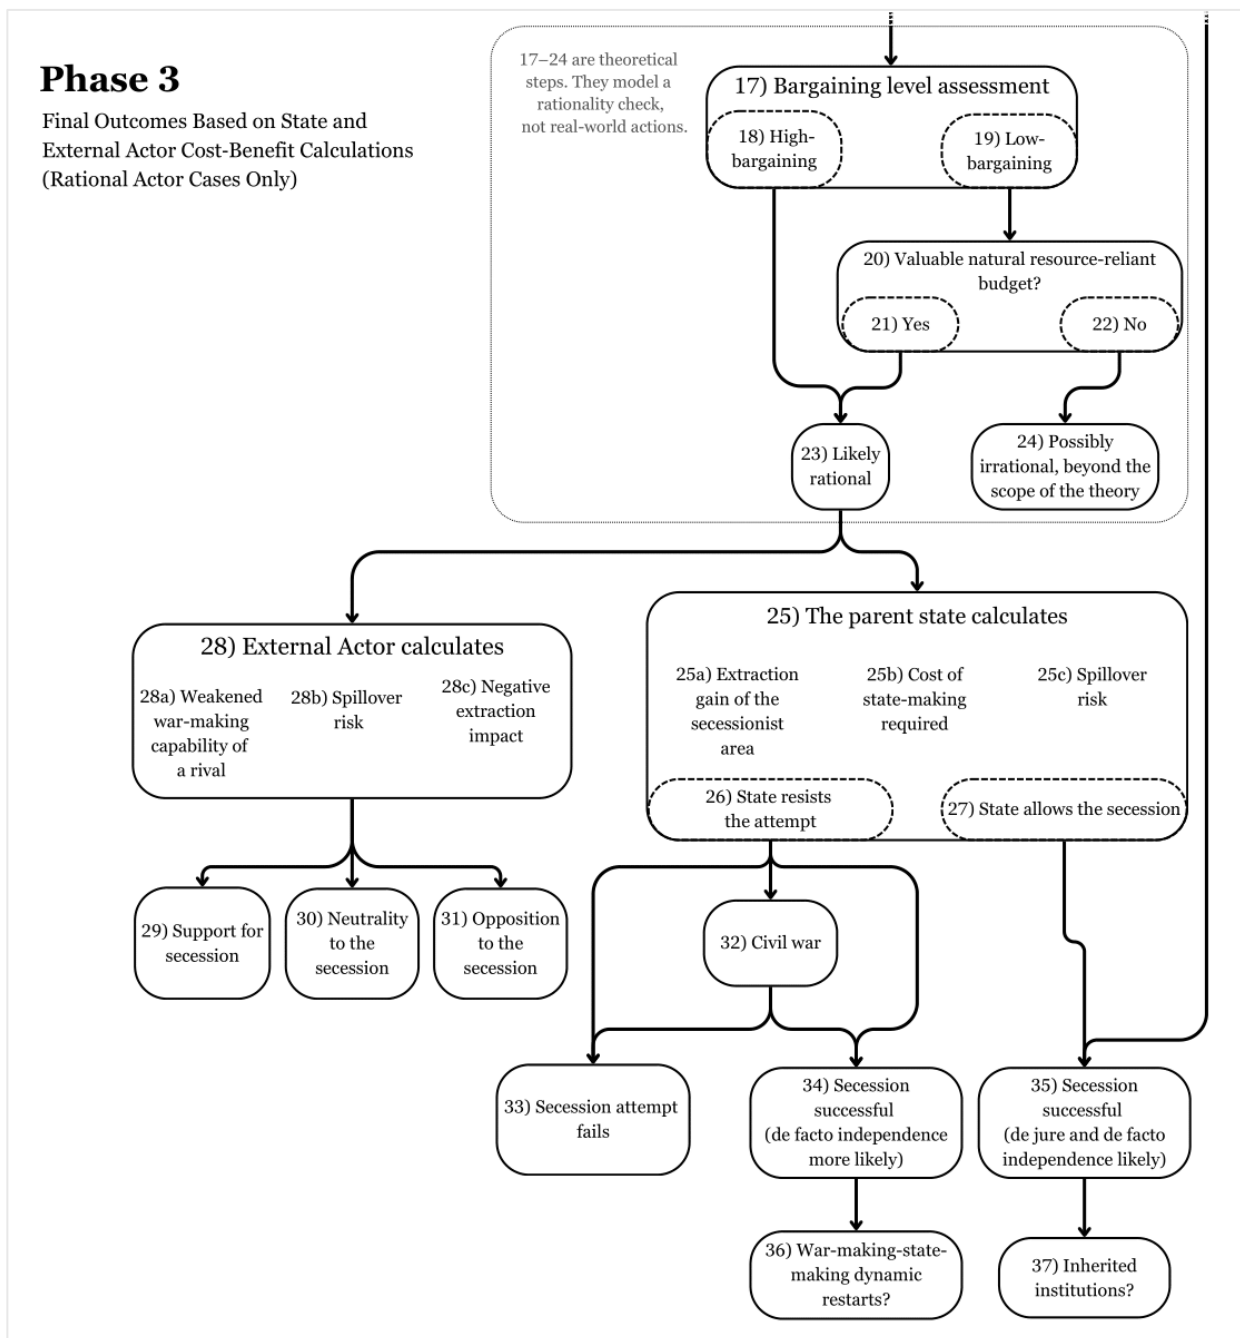 Phase 3
Final Outcomes Based on State and
External Actor Cost-Benefit Calculations
(Rational Actor Cases Only)
17–24 are theoretical
steps. They model a
rationality check,
not real-world actions.
17) Bargaining level assessment
18) High-
bargaining
19) Low-
bargaining
20) Valuable natural resource-reliant
budget?
21) Yes
22) No
23) Likely
rational
24) Possibly
irrational, beyond the
scope of the theory
28) External Actor calculates
28a) Weakened
war-making
capability of
a rival
28b) Spillover
risk
28c) Negative
extraction
impact
25) The parent state calculates
25a) Extraction
gain of the
secessionist
area
25b) Cost of
state-making
required
25c) Spillover
risk
26) State resists
the attempt
27) State allows the secession
29) Support for
secession
30) Neutrality
to the
secession
31) Opposition
to the
secession
32) Civil war
33) Secession attempt
fails
34) Secession
successful
(de facto independence
more likely)
35) Secession
successful
(de jure and de facto
independence likely)
36) War-making-state-
making dynamic
restarts?
37) Inherited
institutions?